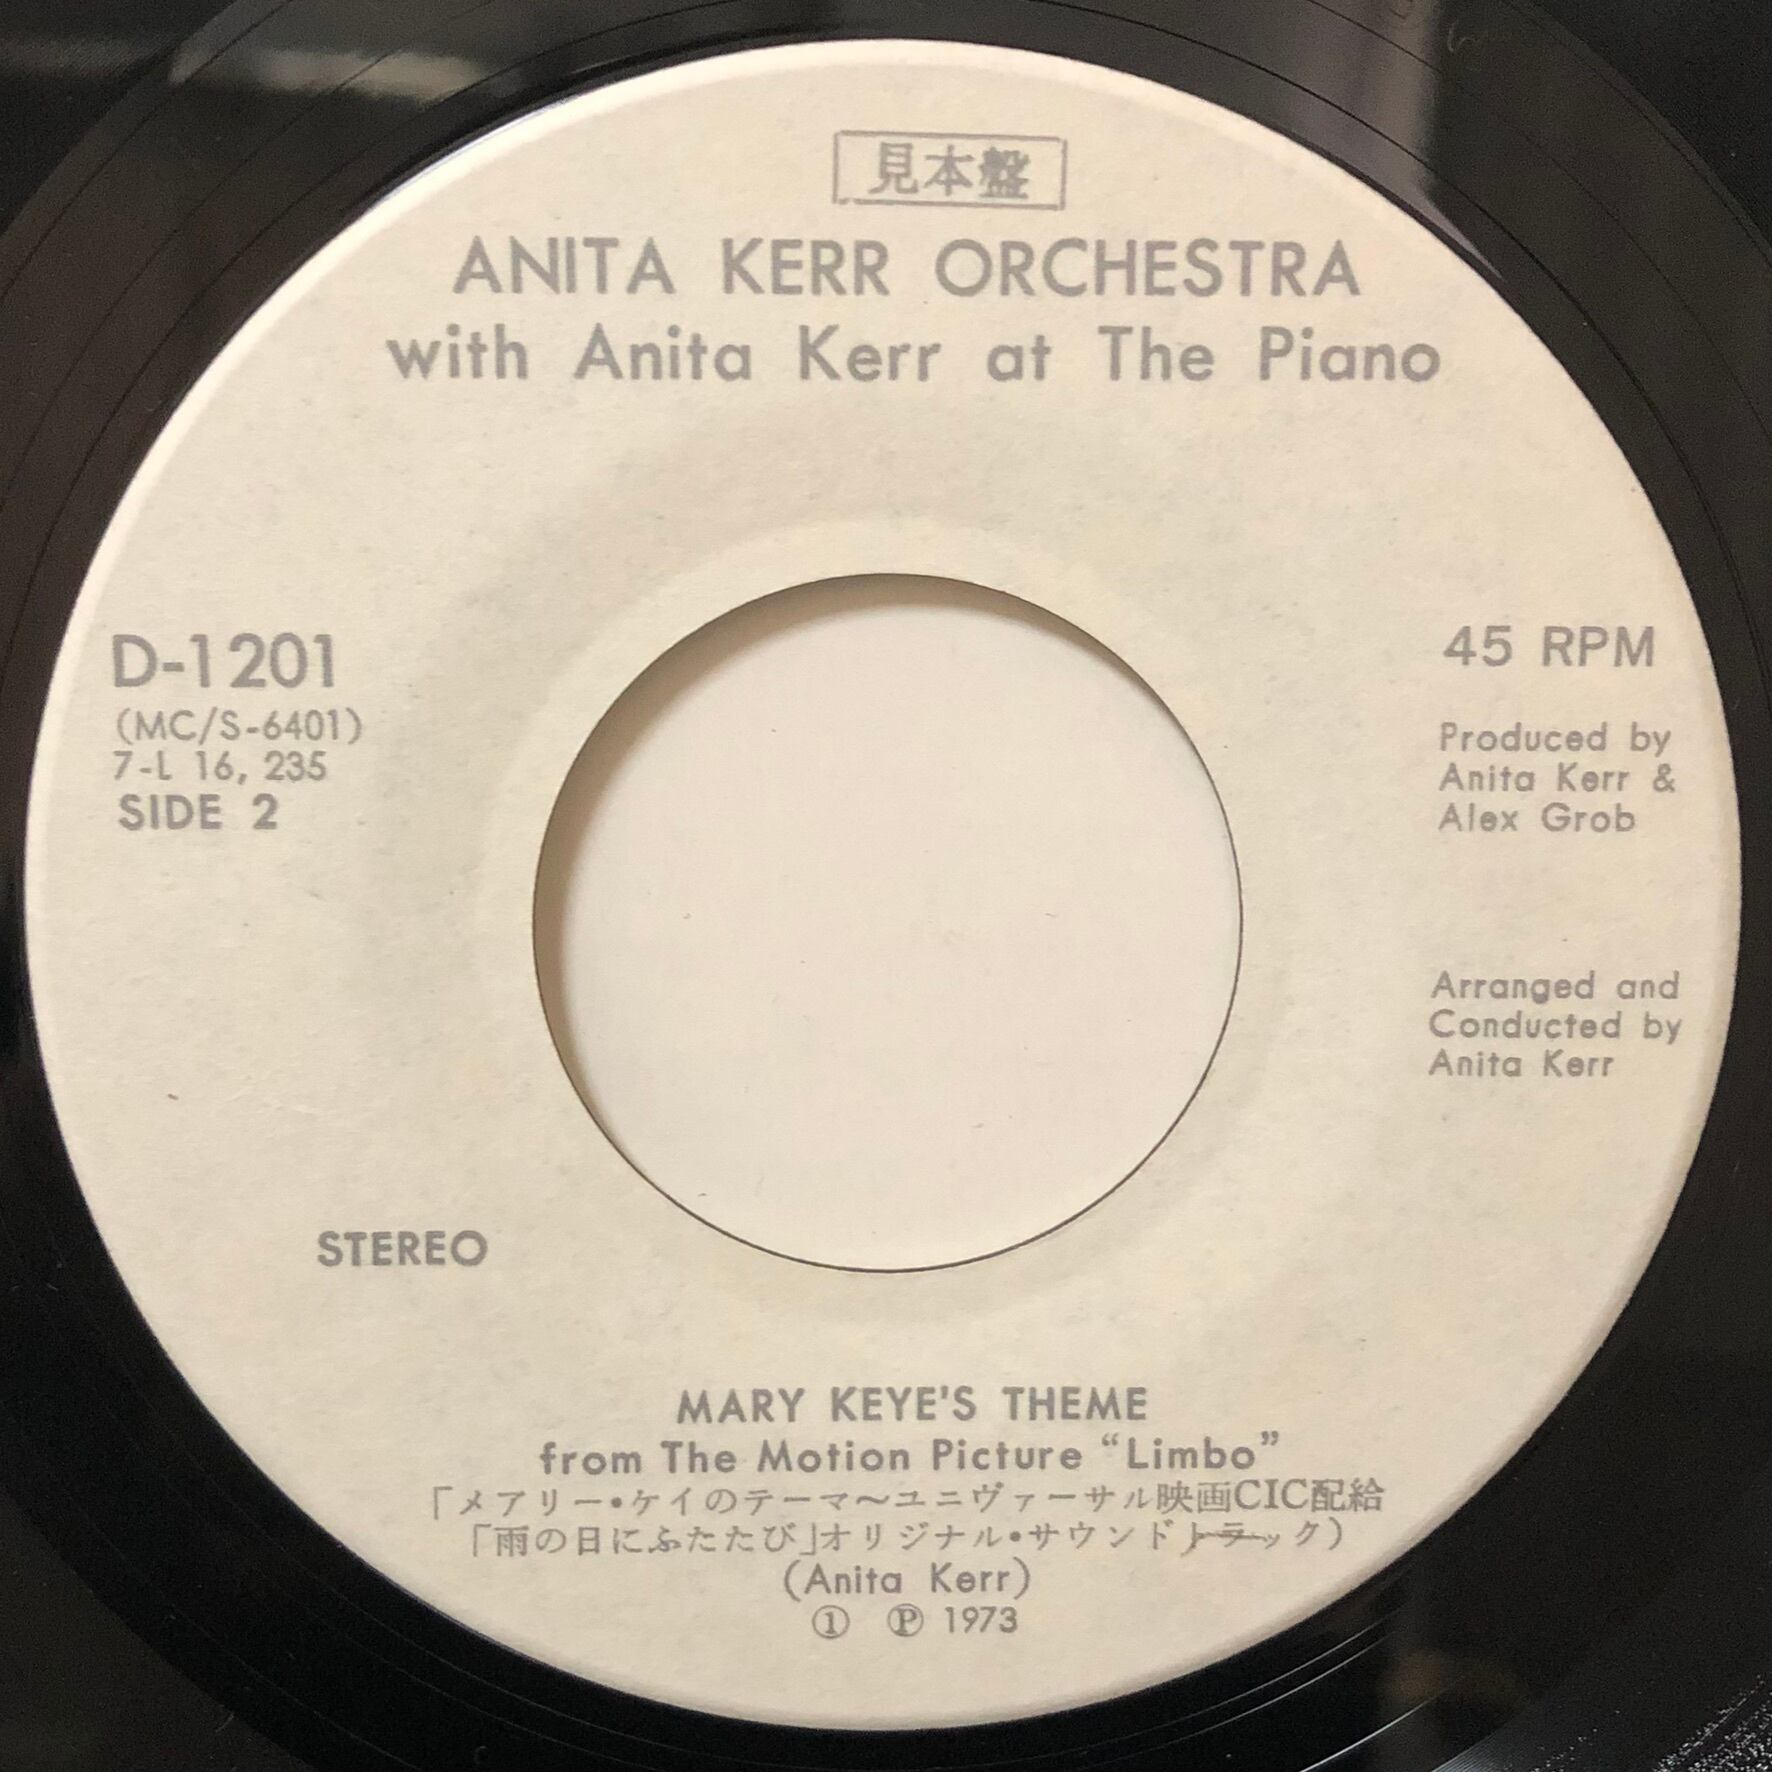 見本盤
ANITA KERR ORCHESTRA
with Anita Kerr at The Piano
D-1201
(MC/S-6401)
7-L 16, 235
SIDE 2
45 RPM
Produced by
Anita Kerr &
Alex Grob
Arranged and
Conducted by
Anita Kerr
STEREO
MARY KEYE'S THEME
from The Motion Picture “Limbo”
「メアリー・ケイのテーマ〜ユニヴァーサル映画CIC配給
「雨の日にふたたび」オリジナル・サウンドトラック)
(Anita Kerr)
① Ⓟ 1973